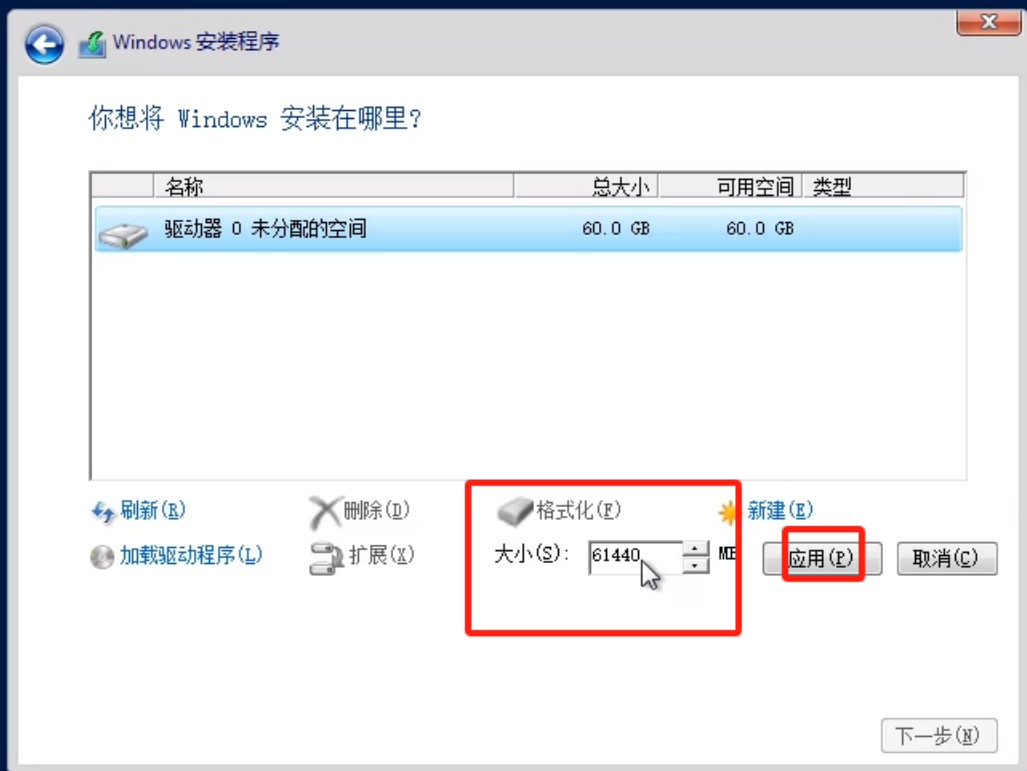 Windows 安装程序
你想将 Windows 安装在哪里?
名称 总大小 可用空间 类型
驱动器 0 未分配的空间 60.0 GB 60.0 GB
刷新(R) 删除(D) 格式化(F) 新建(E)
加载驱动程序(L) 扩展(X) 大小(S): 61440 MB 应用(P) 取消(C)
下一步(N)